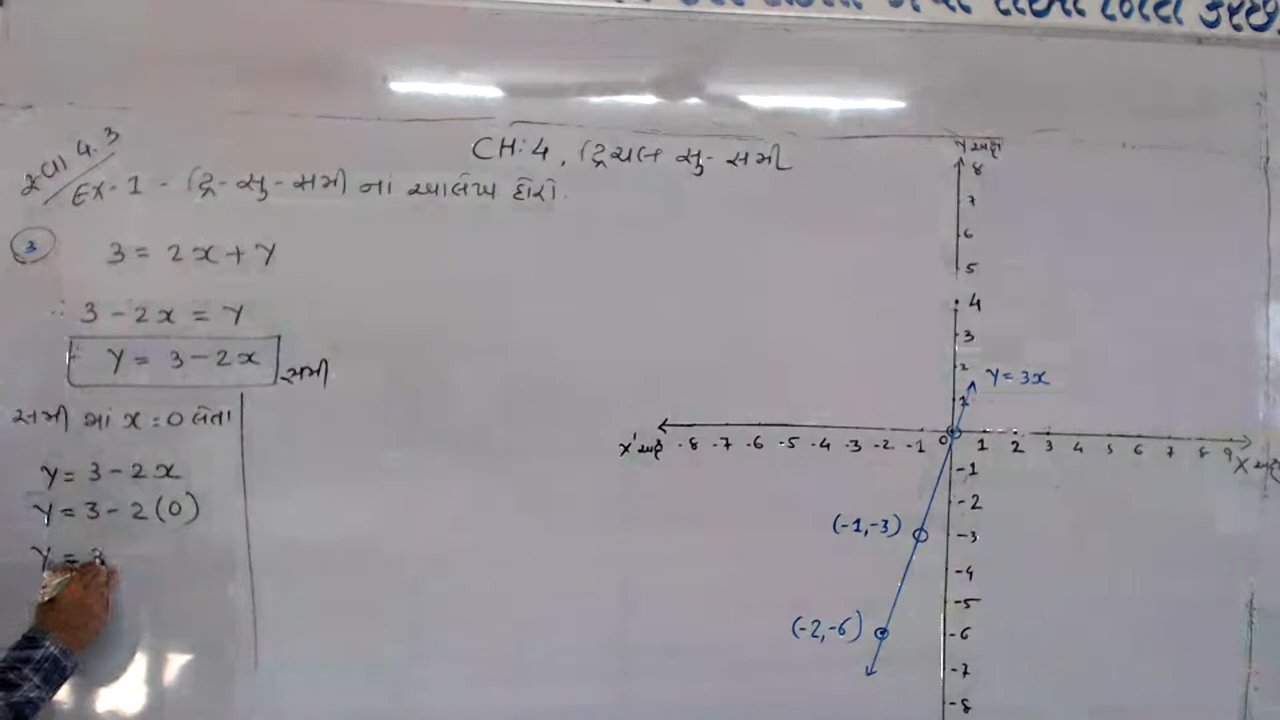 CH:4, દ્વિચલ સુ-સમી
સ્વા 4.3
Ex-1 - દ્વિ-સુ-સમી નાં આલેખ દોરો.
3
3 = 2x + y
∴ 3 - 2x = y
∴ y = 3 - 2x સમી
સમી માં x = 0 લેતા
y = 3 - 2x
y = 3 - 2(0)
y = 3
y અક્ષ
8
7
6
5
4
3
2
y = 3x
1
x' અક્ષ -8 -7 -6 -5 -4 -3 -2 -1 0 1 2 3 4 5 6 7 8 9 x અક્ષ
-1
-2
(-1,-3) -3
-4
-5
(-2,-6) -6
-7
-8